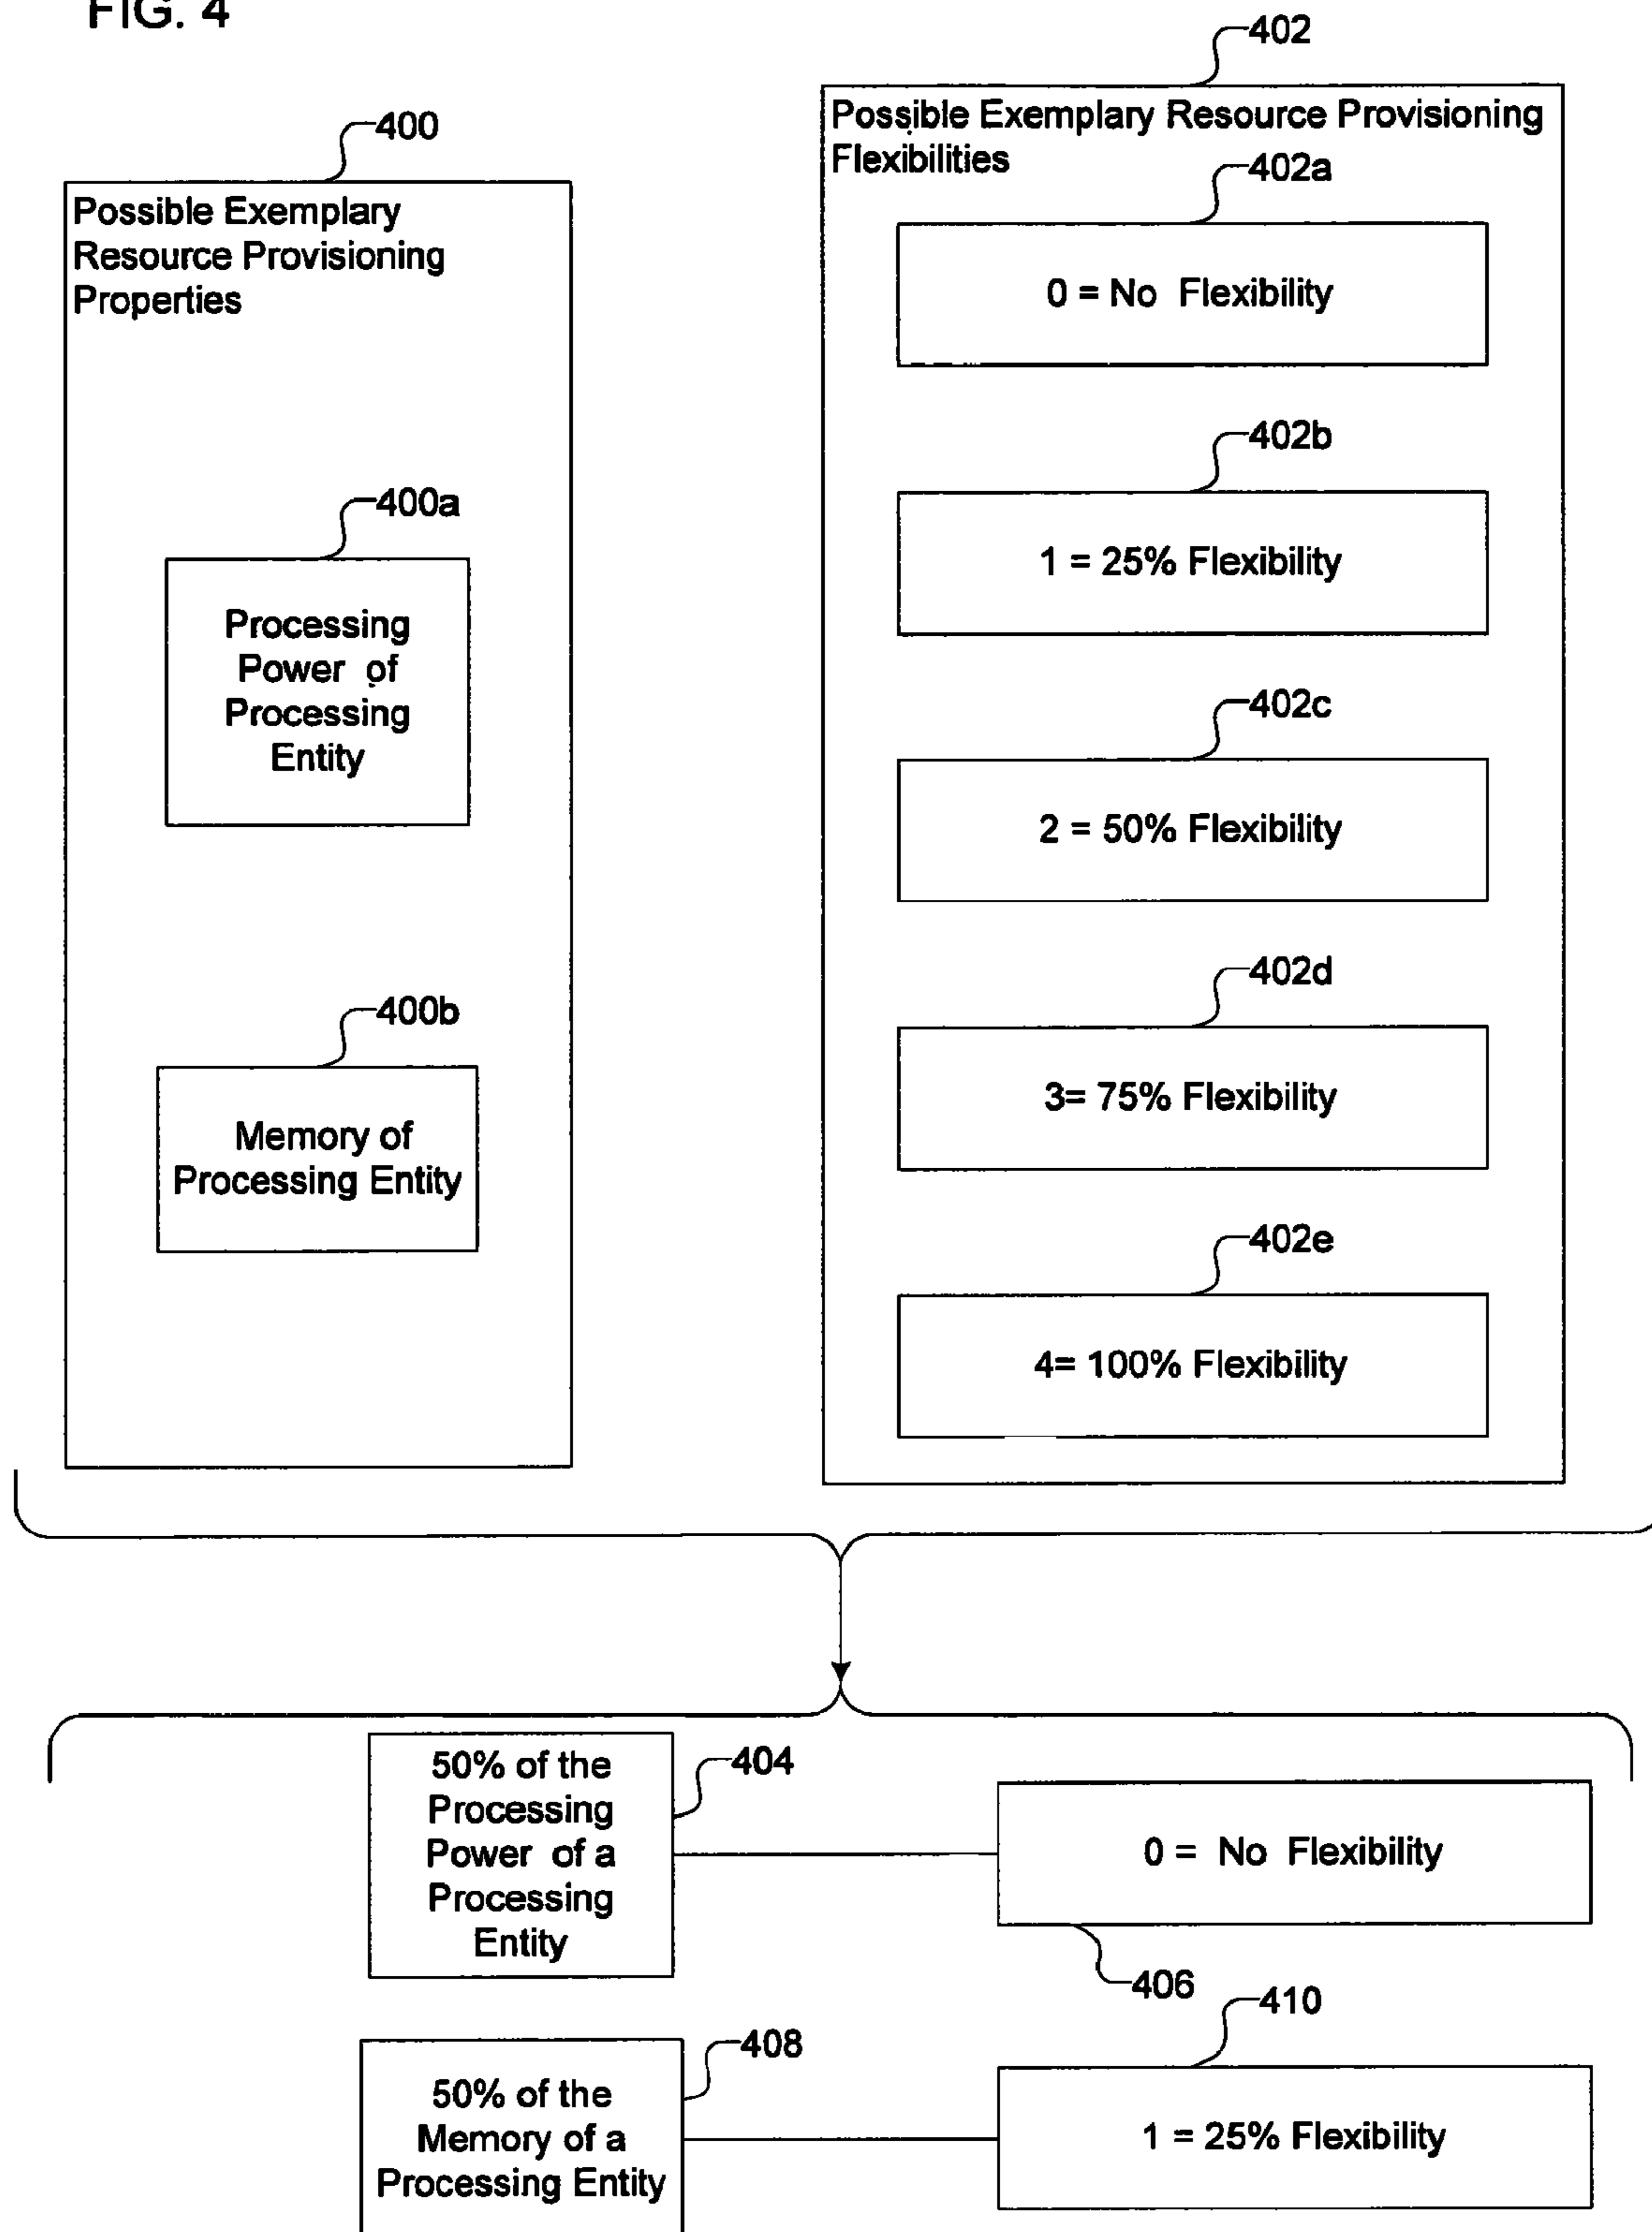 FIG. 4
402
400
Possible Exemplary Resource Provisioning
Flexibilities
402a
Possible Exemplary
Resource Provisioning
Properties
0 = No Flexibility
402b
400a
1 = 25% Flexibility
Processing
Power of
Processing
Entity
402c
2 = 50% Flexibility
402d
400b
3= 75% Flexibility
Memory of
Processing Entity
402e
4= 100% Flexibility
50% of the
Processing
Power of a
Processing
Entity
404
0 = No Flexibility
406
410
408
50% of the
Memory of a
Processing Entity
1 = 25% Flexibility